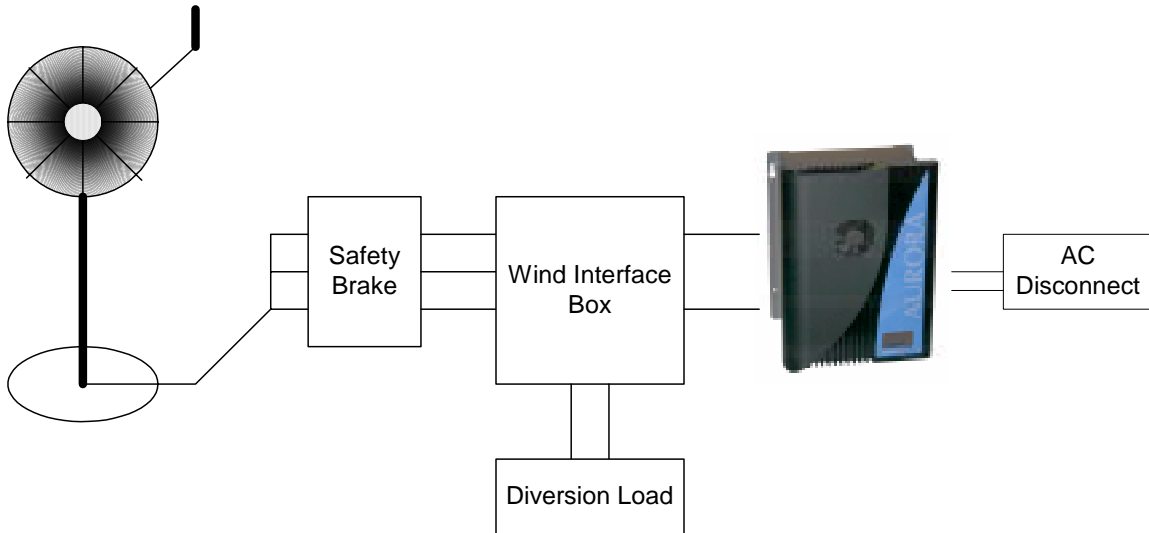 Safety
Brake
Wind Interface
Box
AURORA
AC
Disconnect
Diversion Load